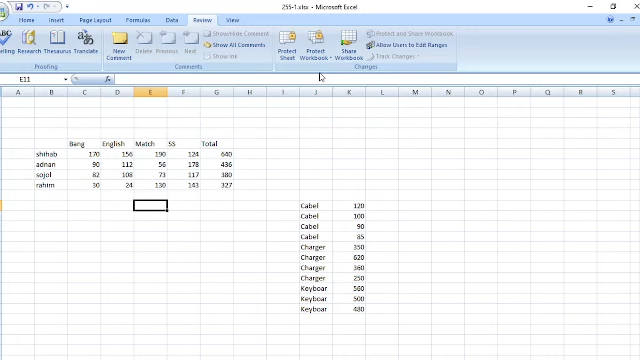 255-1.xlsx
Home Insert Page Layout Formulas Data Review View
ABC
elling Research Thesaurus Translate
Proofing
New Comment Delete Previous Next
Show/Hide Comment
Show All Comments
Show Ink
Comments
Protect Sheet Protect Workbook Share Workbook
Protect and Share Workbook
Allow Users to Edit Ranges
Track Changes
Changes
E11 fx
A B C D E F G H I J K L M N O P Q R S
Bang English Match SS Total
shihab 170 156 190 124 640
adnan 90 112 56 178 436
sojol 82 108 73 117 380
rahim 30 24 130 143 327
Cabel 120
Cabel 100
Cabel 90
Cabel 85
Charger 350
Charger 620
Charger 360
Charger 250
Keyboar 560
Keyboar 500
Keyboar 480